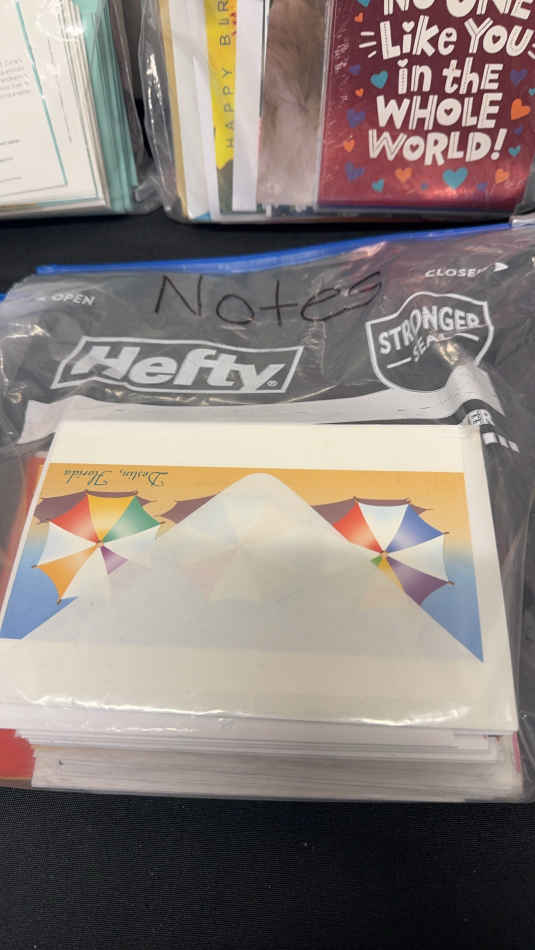 HAPPY BIR
NO ONE
Like YOU
in the
WHOLE
WORLD!
OPEN
Notes
CLOSE
Hefty
STRONGER
SEAL
Destin, Florida